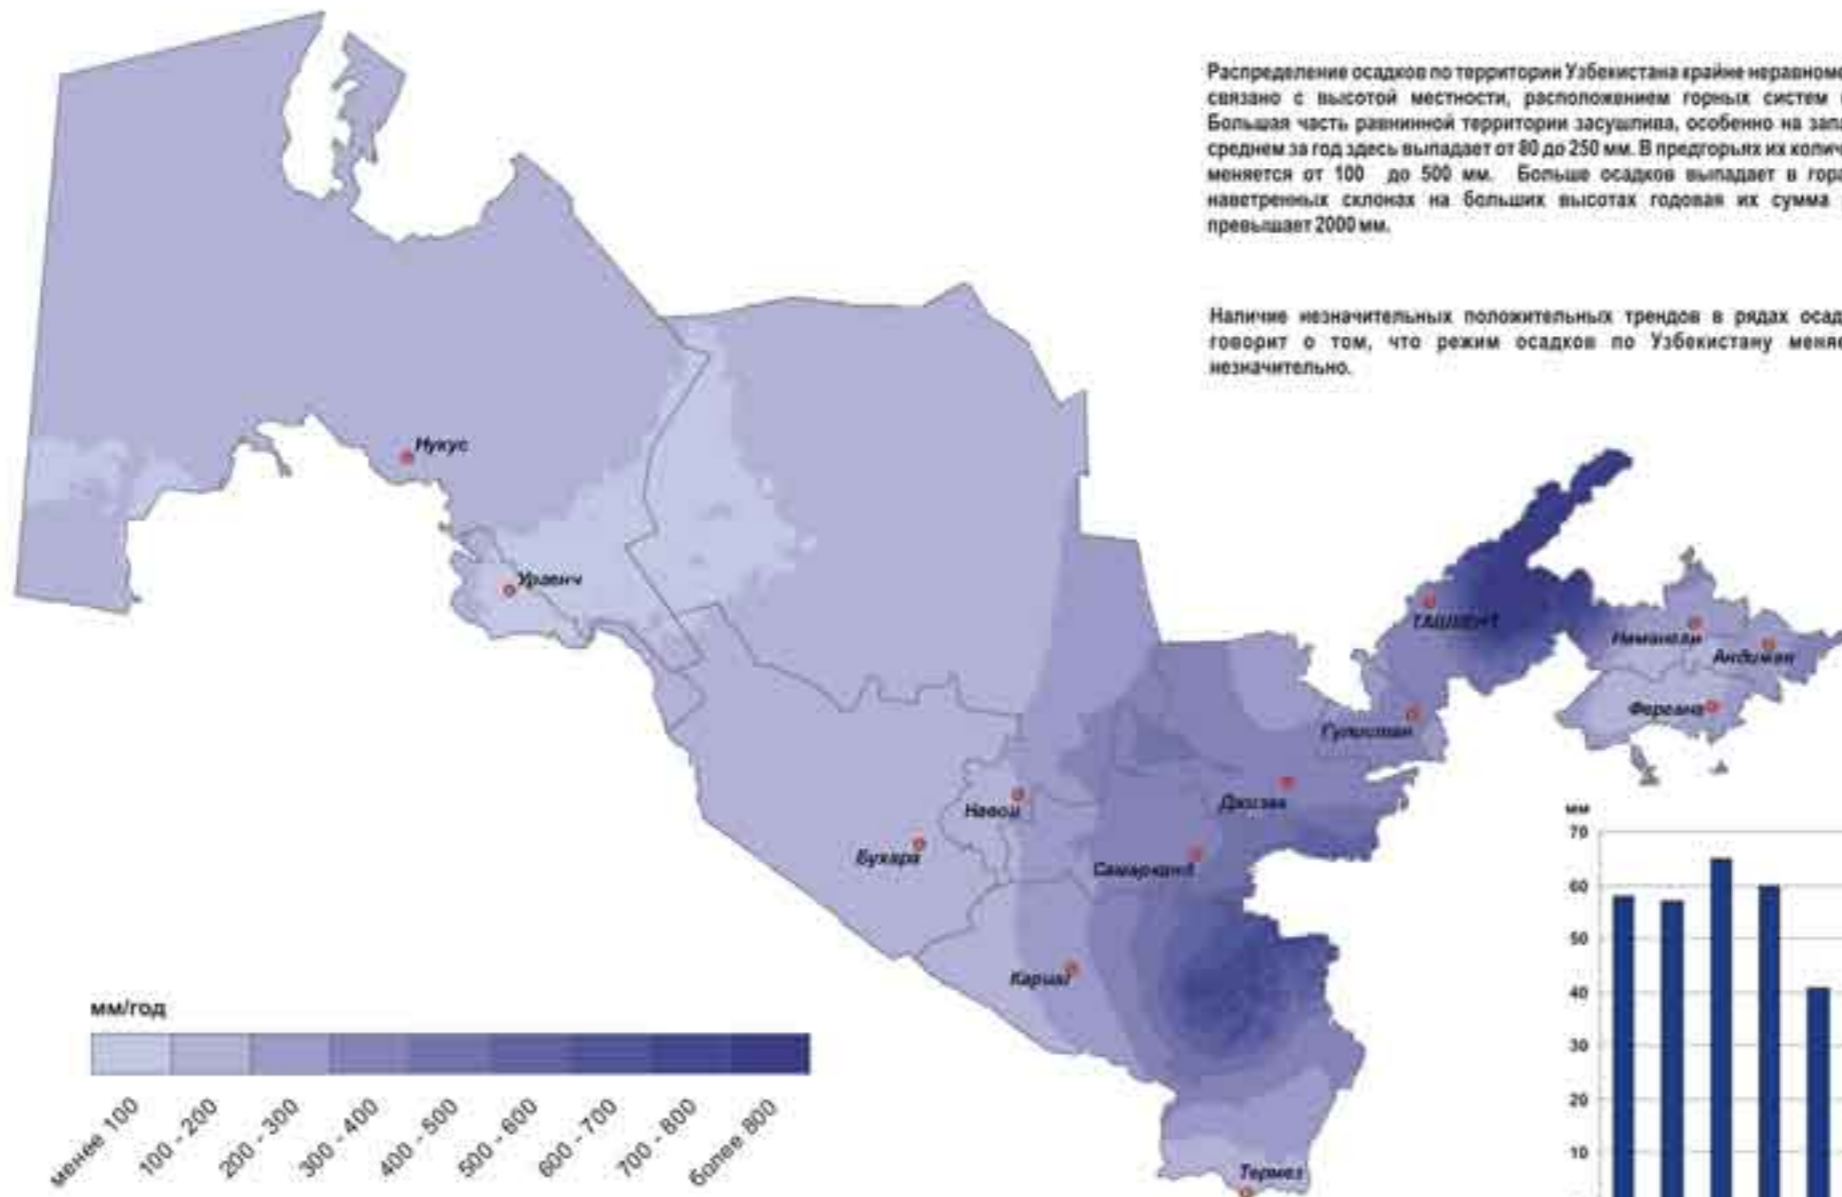 Распределение осадков по территории Узбекистана крайне неравноме
связано с высотой местности, расположением горных систем
Большая часть равнинной территории засушлива, особенно на запа
среднем за год здесь выпадает от 80 до 250 мм. В предгорьях их колич
меняется от 100 до 500 мм. Больше осадков выпадает в гора
наветренных склонах на больших высотах годовая их сумма
превышает 2000 мм.
Наличие незначительных положительных трендов в рядах осад
говорит о том, что режим осадков по Узбекистану меняе
незначительно.
Нукус
Ургенч
ТАШКЕНТ
Наманган
Андижан
Фергана
Гулистан
Джизак
Навои
Бухара
Самарканд
Карши
Термез
мм/год
менее 100
100 - 200
200 - 300
300 - 400
400 - 500
500 - 600
600 - 700
700 - 800
более 800
мм
70
60
50
40
30
20
10